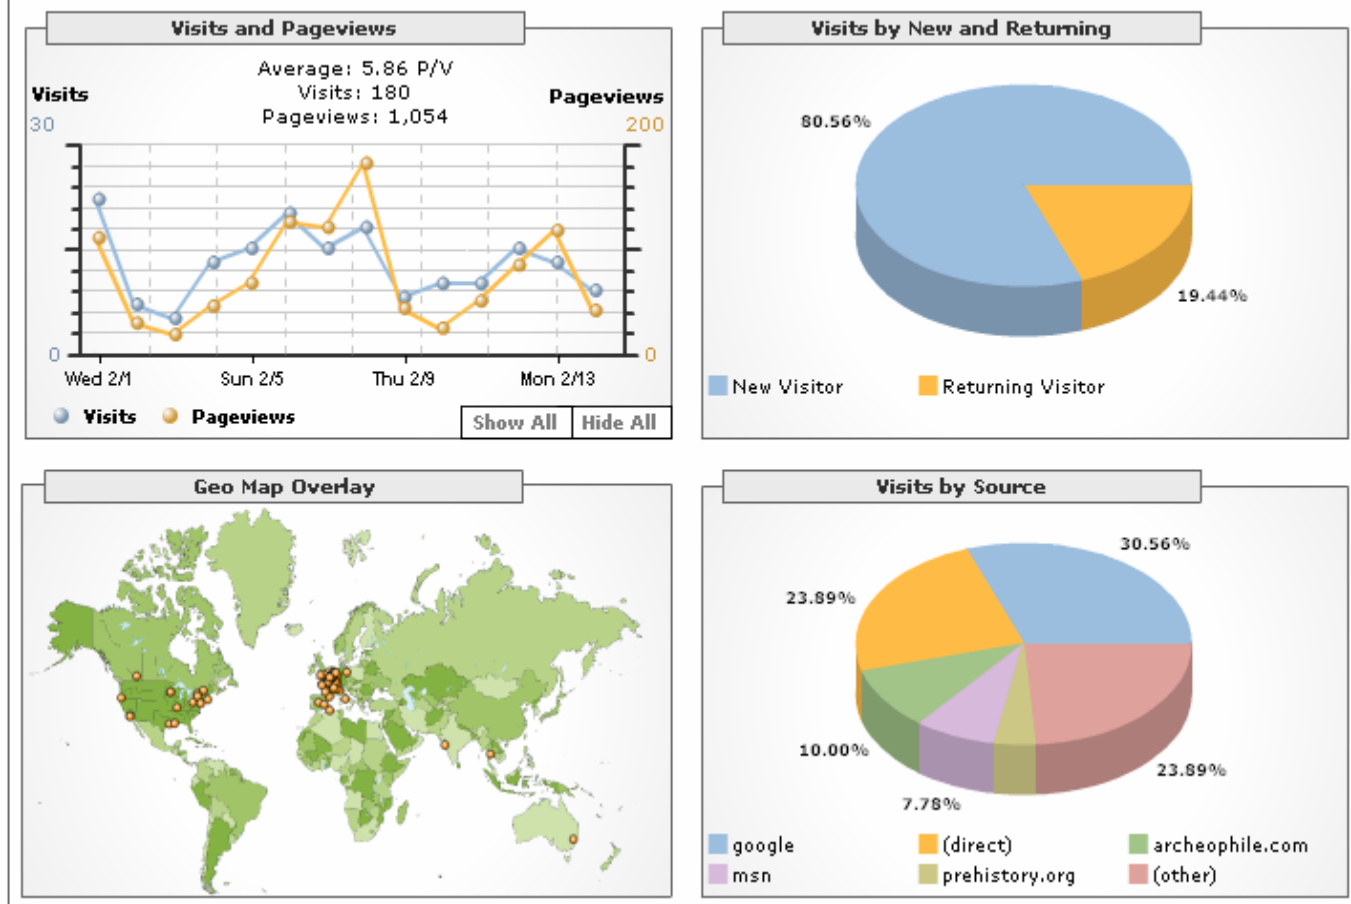 Visits and Pageviews
Average: 5.86 P/V
Visits: 180
Pageviews: 1,054
Visits
Pageviews
30
200
0
0
Wed 2/1
Sun 2/5
Thu 2/9
Mon 2/13
Visits
Pageviews
Show All
Hide All
Visits by New and Returning
80.56%
19.44%
New Visitor
Returning Visitor
Geo Map Overlay
Visits by Source
30.56%
23.89%
10.00%
7.78%
23.89%
google
(direct)
archeophile.com
msn
prehistory.org
(other)